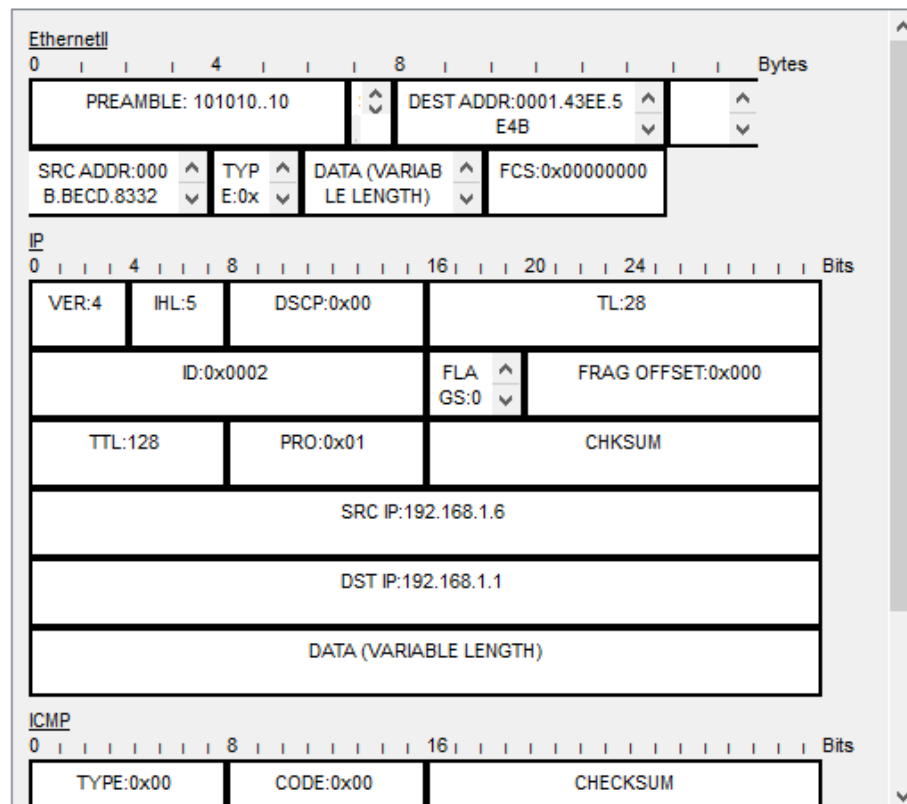 EthernetII
0 4 8 Bytes
PREAMBLE: 101010..10
DEST ADDR:0001.43EE.5
E4B
SRC ADDR:000
B.BECD.8332
TYP
E:0x
DATA (VARIAB
LE LENGTH)
FCS:0x00000000
IP
0 4 8 16 20 24 Bits
VER:4 IHL:5 DSCP:0x00 TL:28
ID:0x0002
FLA
GS:0
FRAG OFFSET:0x000
TTL:128 PRO:0x01 CHKSUM
SRC IP:192.168.1.6
DST IP:192.168.1.1
DATA (VARIABLE LENGTH)
ICMP
0 8 16 Bits
TYPE:0x00 CODE:0x00 CHECKSUM